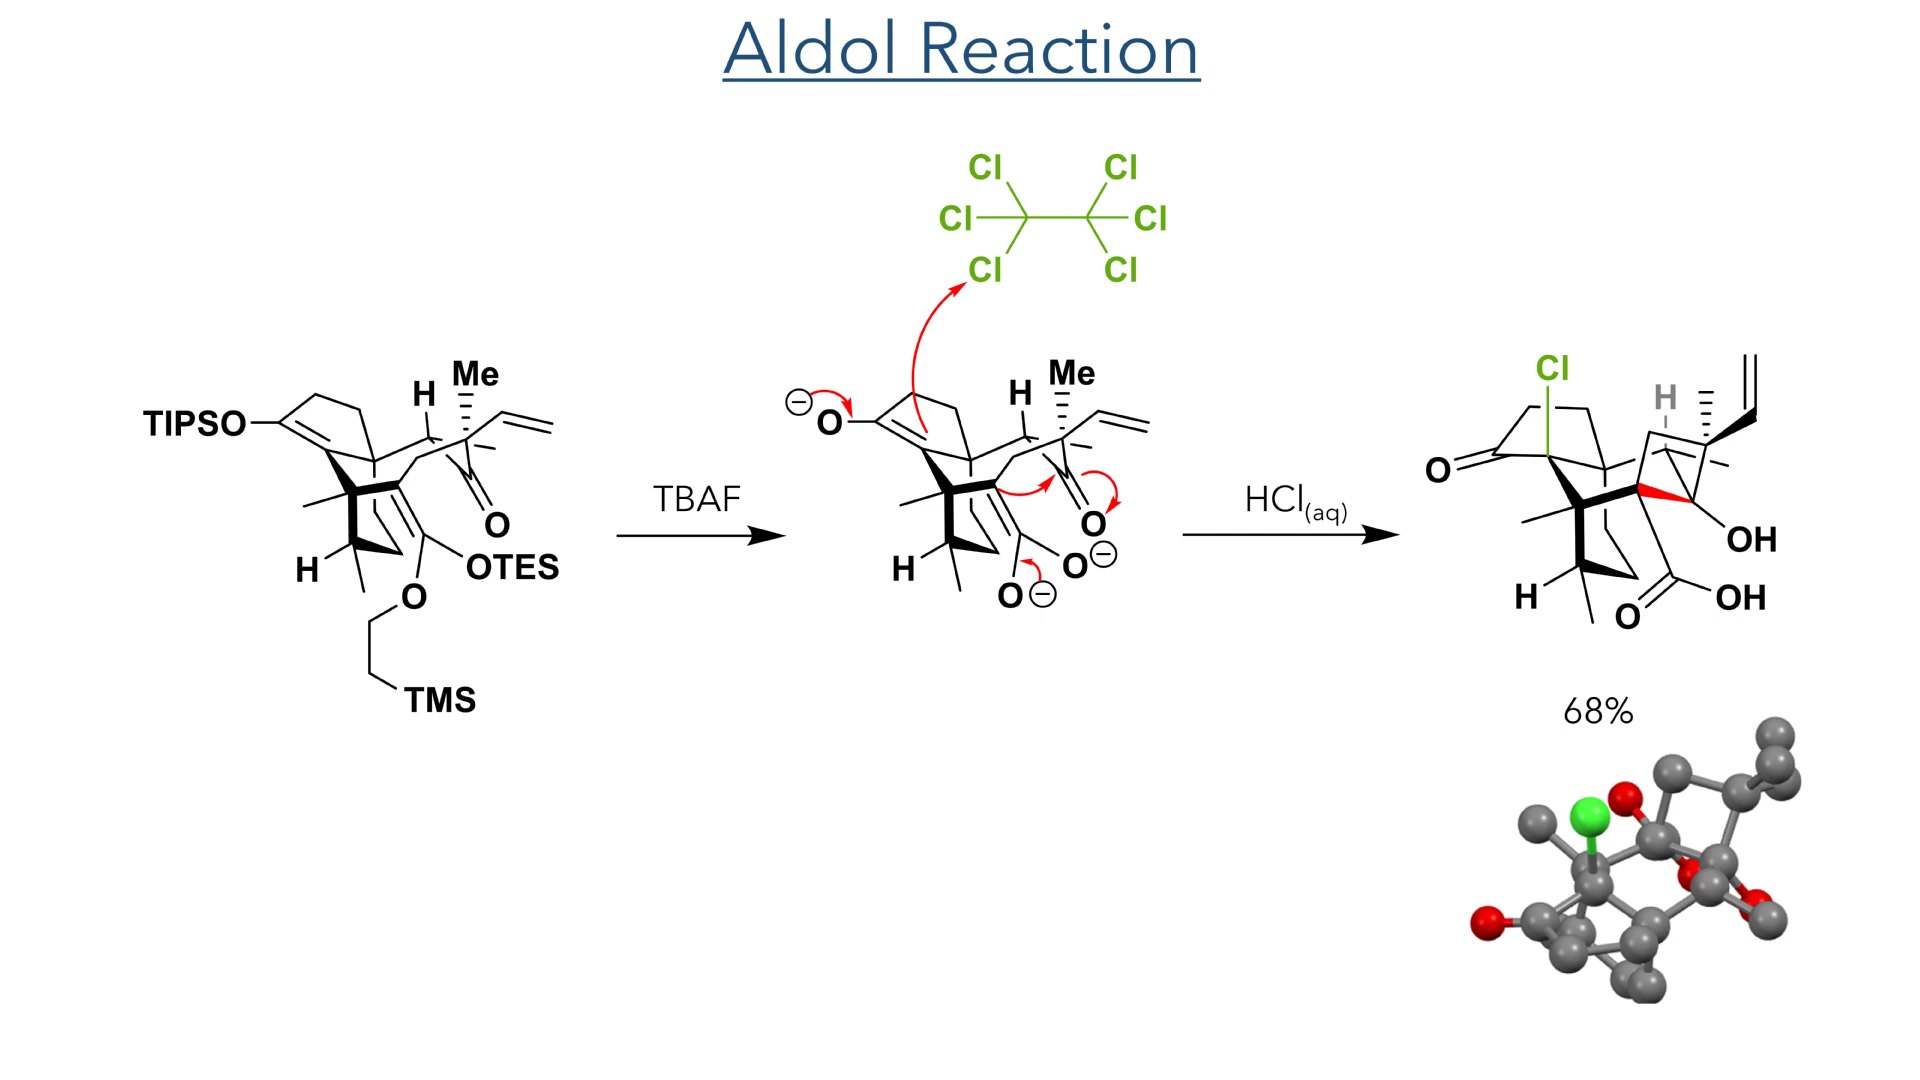 Aldol Reaction
Cl Cl
Cl Cl
Cl Cl
TIPSO H Me
O
OTES
H
O
TMS
TBAF
⊖ O H Me
O
O ⊖
H
O ⊖
HCl(aq)
Cl
H
O
OH
H
O OH
68%